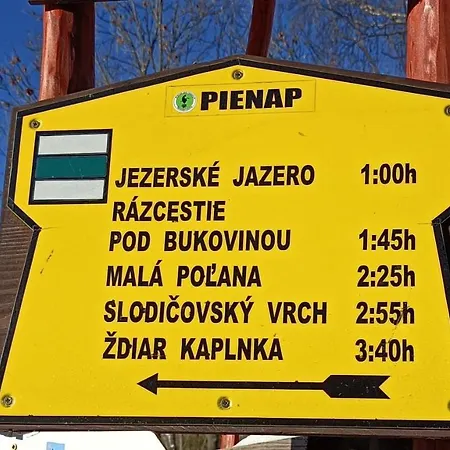 PIENAP
JEZERSKÉ JAZERO 1:00h
RÁZCESTIE
POD BUKOVINOU 1:45h
MALÁ POĽANA 2:25h
SLODIČOVSKÝ VRCH 2:55h
ŽDIAR KAPLNKA 3:40h